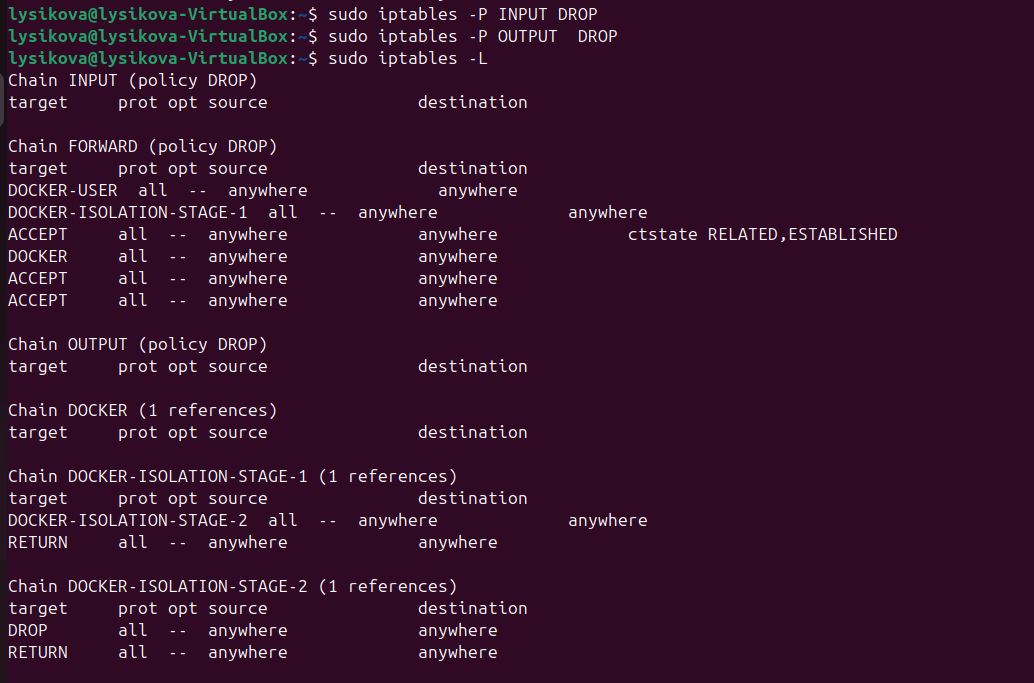 lysikova@lysikova-VirtualBox:~$ sudo iptables -P INPUT DROP
lysikova@lysikova-VirtualBox:~$ sudo iptables -P OUTPUT  DROP
lysikova@lysikova-VirtualBox:~$ sudo iptables -L
Chain INPUT (policy DROP)
target     prot opt source               destination

Chain FORWARD (policy DROP)
target     prot opt source               destination
DOCKER-USER  all  --  anywhere             anywhere
DOCKER-ISOLATION-STAGE-1  all  --  anywhere             anywhere
ACCEPT     all  --  anywhere             anywhere             ctstate RELATED,ESTABLISHED
DOCKER     all  --  anywhere             anywhere
ACCEPT     all  --  anywhere             anywhere
ACCEPT     all  --  anywhere             anywhere

Chain OUTPUT (policy DROP)
target     prot opt source               destination

Chain DOCKER (1 references)
target     prot opt source               destination

Chain DOCKER-ISOLATION-STAGE-1 (1 references)
target     prot opt source               destination
DOCKER-ISOLATION-STAGE-2  all  --  anywhere             anywhere
RETURN     all  --  anywhere             anywhere

Chain DOCKER-ISOLATION-STAGE-2 (1 references)
target     prot opt source               destination
DROP       all  --  anywhere             anywhere
RETURN     all  --  anywhere             anywhere